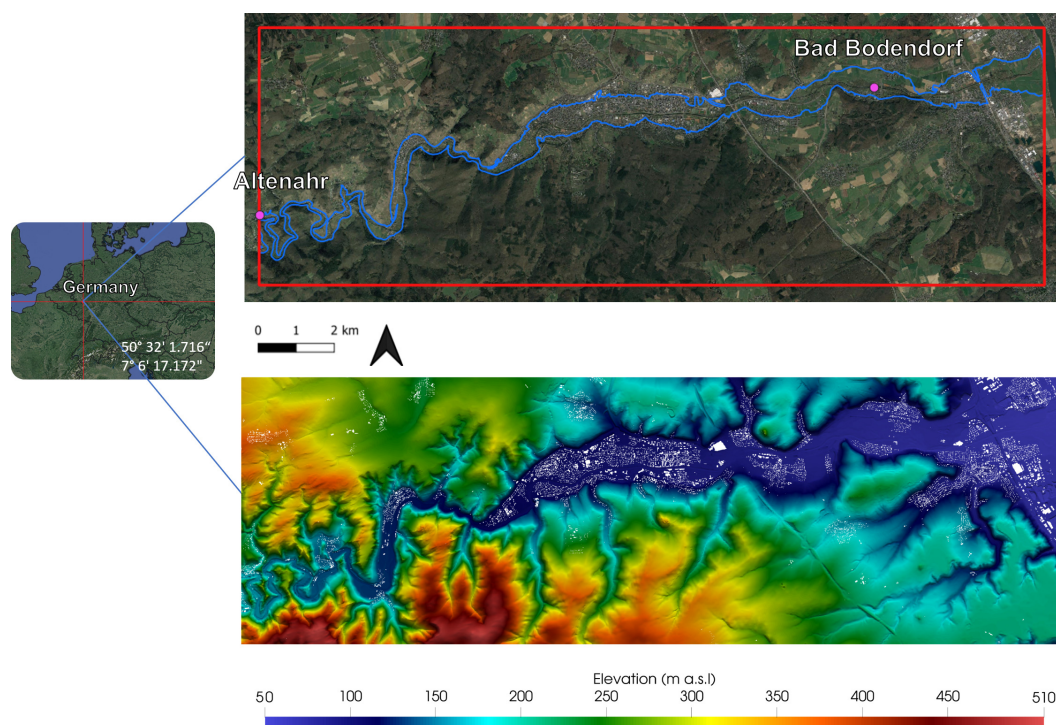 Bad Bodendorf
Altenahr
Germany
50° 32' 1.716"
7° 6' 17.172"
0 1 2 km
Elevation (m a.s.l)
50 100 150 200 250 300 350 400 450 510